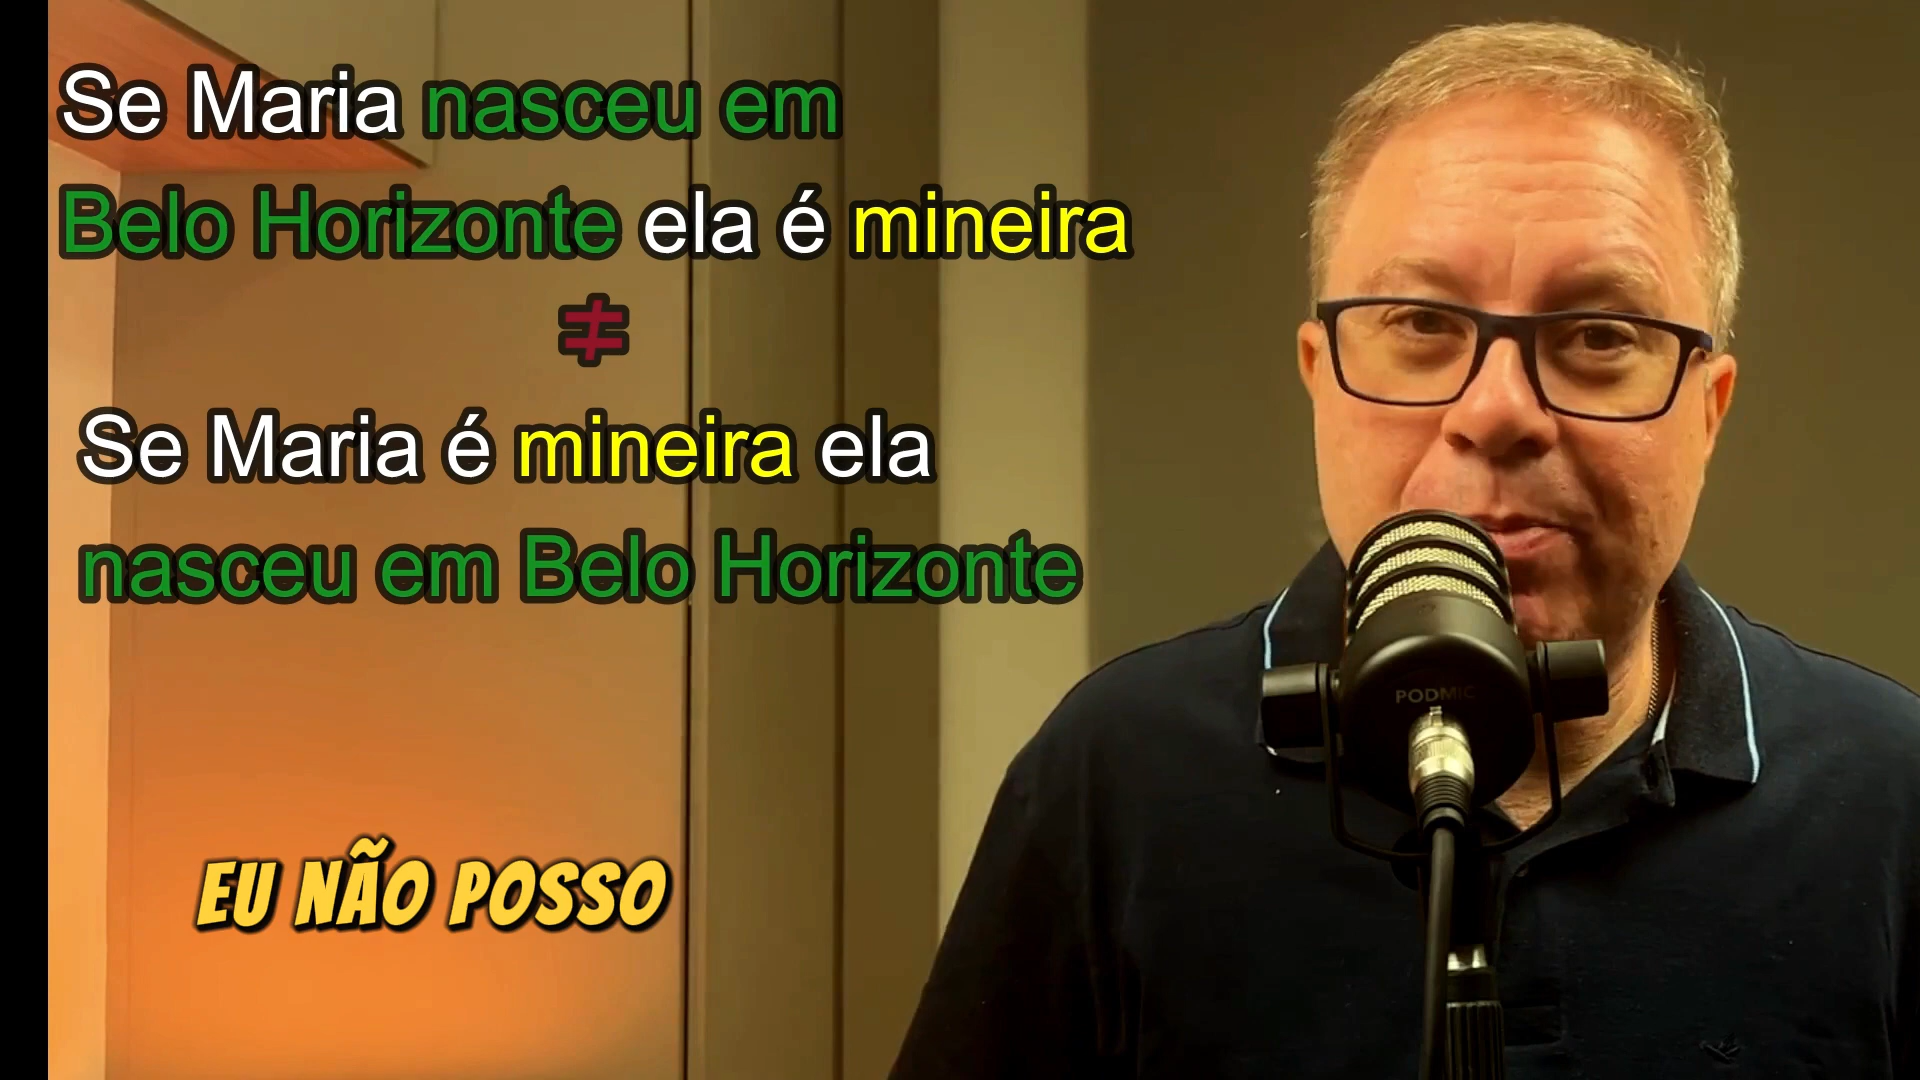 Se Maria nasceu em
Belo Horizonte ela é mineira
≠
Se Maria é mineira ela
nasceu em Belo Horizonte
EU NÃO POSSO
PODMIC